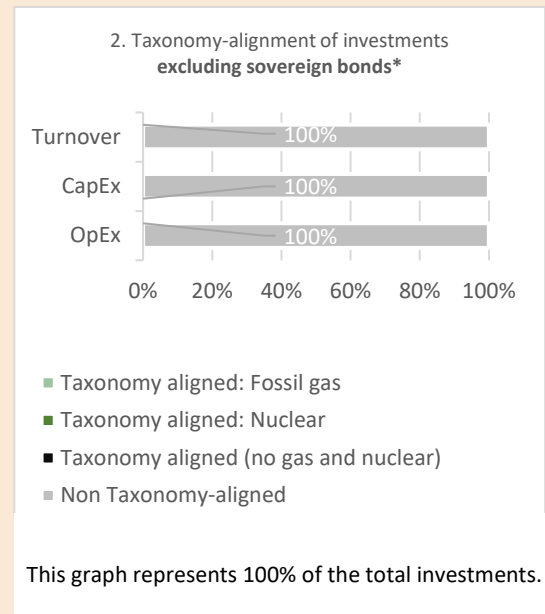 2. Taxonomy-alignment of investments
excluding sovereign bonds*
Turnover
100%
CapEx
100%
OpEx
100%
0% 20% 40% 60% 80% 100%
Taxonomy aligned: Fossil gas
Taxonomy aligned: Nuclear
Taxonomy aligned (no gas and nuclear)
Non Taxonomy-aligned
This graph represents 100% of the total investments.